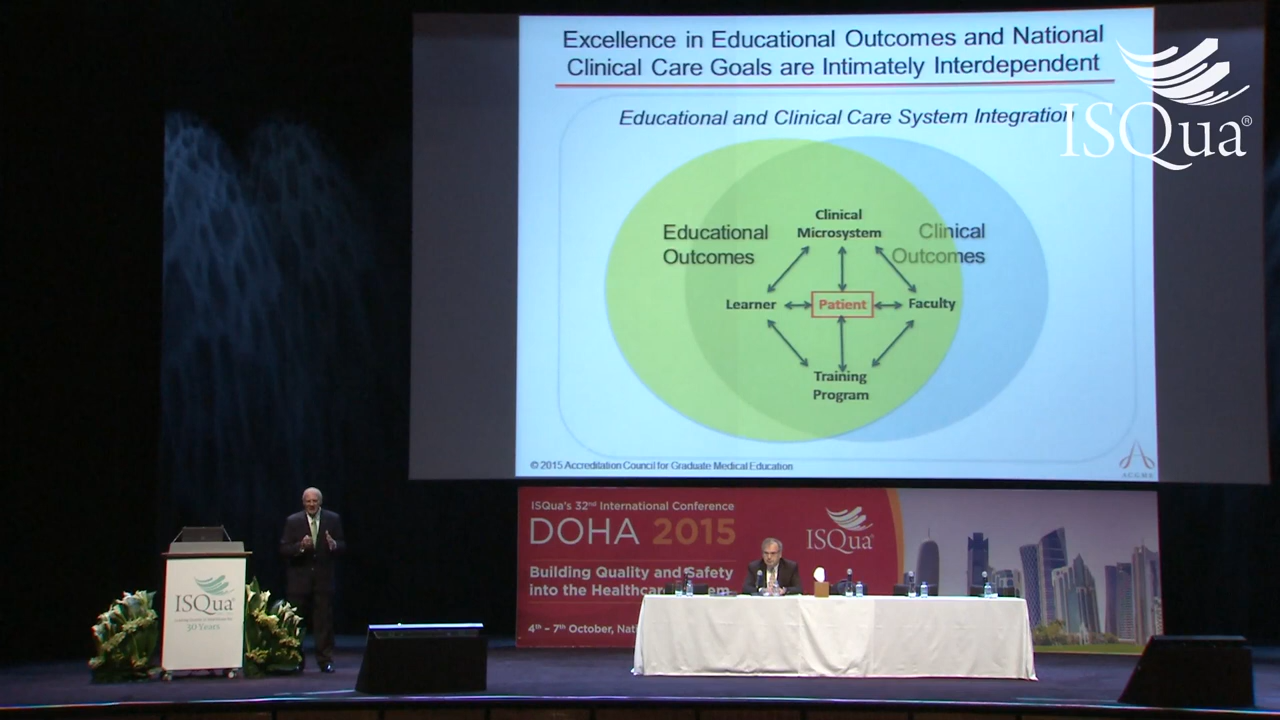 Excellence in Educational Outcomes and National
Clinical Care Goals are Intimately Interdependent
Educational and Clinical Care System Integration
ISQua®
Educational
Outcomes
Clinical
Microsystem
Clinical
Outcomes
Learner
Patient
Faculty
Training
Program
© 2015 Accreditation Council for Graduate Medical Education
ACGME
ISQua's 32nd International Conference
DOHA 2015
ISQua
Building Quality and Safety
into the Healthcare
4th – 7th October,
ISQua
30 Years